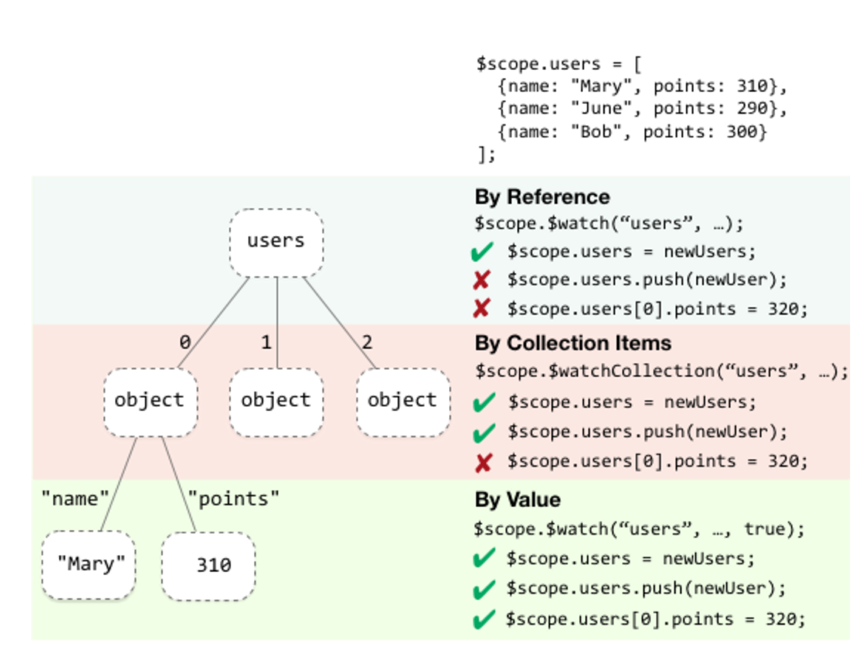 $scope.users = [
{name: "Mary", points: 310},
{name: "June", points: 290},
{name: "Bob", points: 300}
];
By Reference
$scope.$watch(“users”, …);
✔ $scope.users = newUsers;
✘ $scope.users.push(newUser);
✘ $scope.users[0].points = 320;
users
0 1 2
By Collection Items
$scope.$watchCollection(“users”, …);
✔ $scope.users = newUsers;
✔ $scope.users.push(newUser);
✘ $scope.users[0].points = 320;
object object object
"name" "points"
By Value
$scope.$watch(“users”, …, true);
✔ $scope.users = newUsers;
✔ $scope.users.push(newUser);
✔ $scope.users[0].points = 320;
"Mary" 310